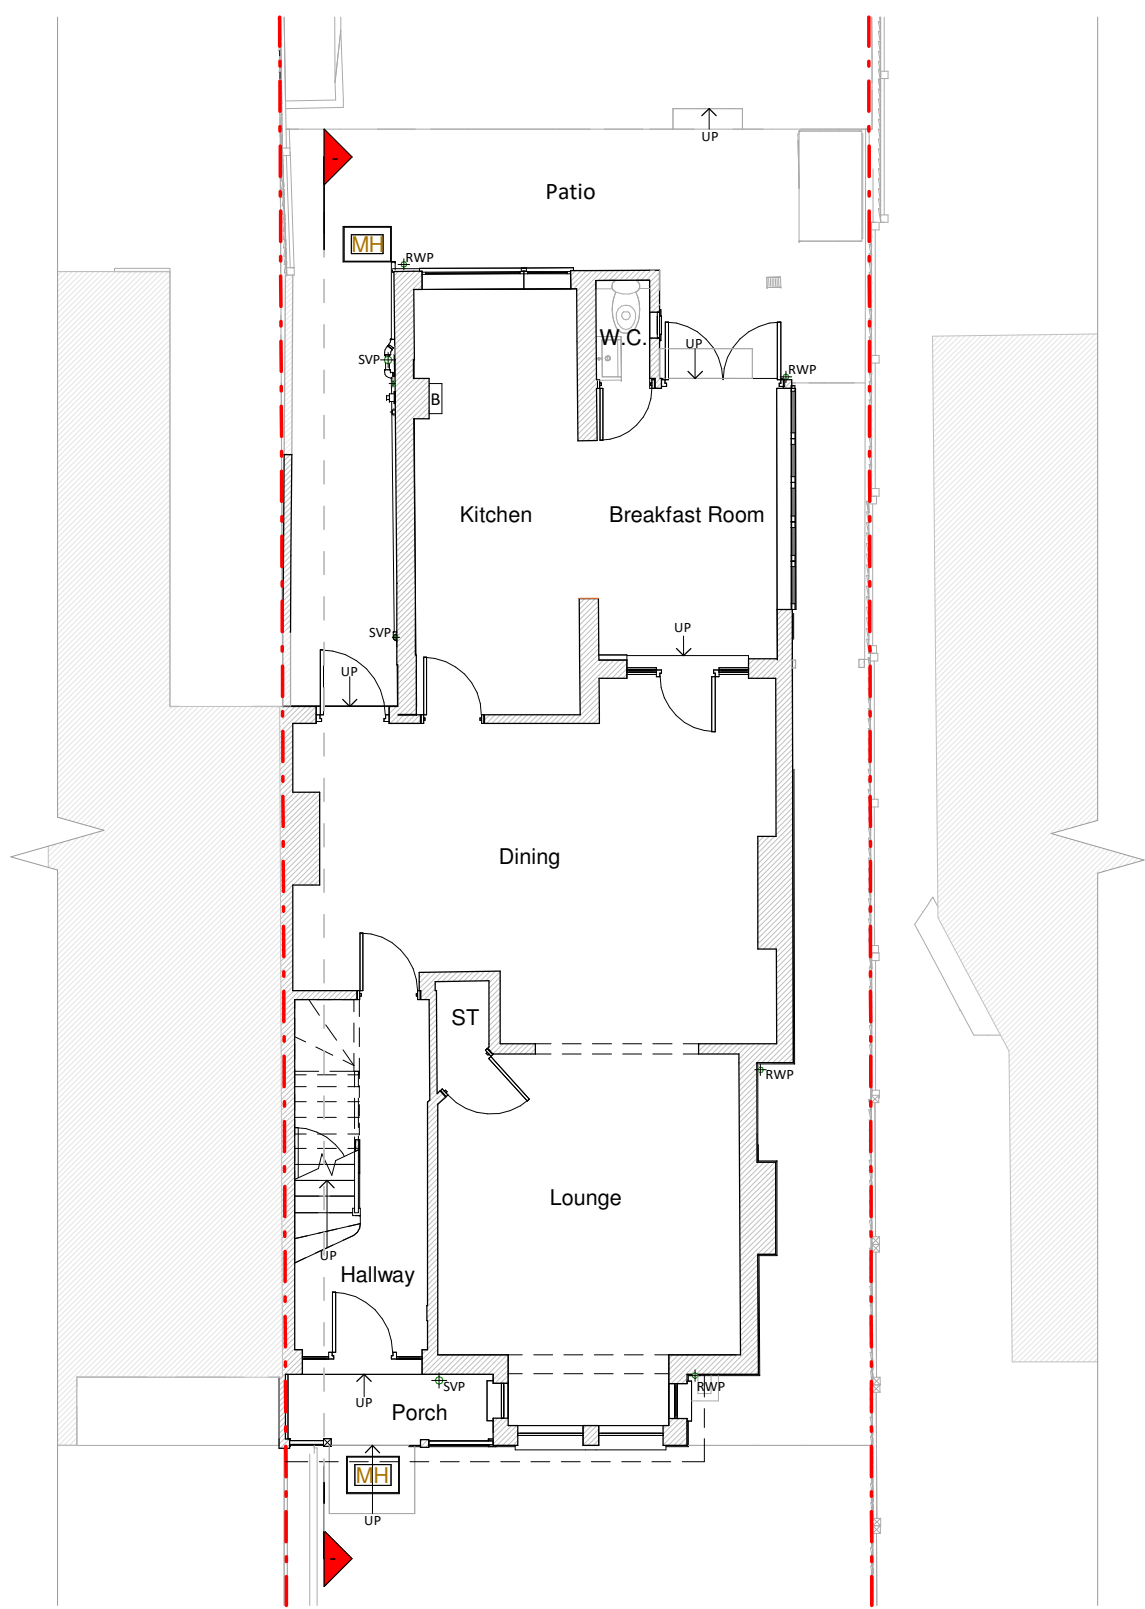 UP
Patio
MH
RWP
W.C.
UP
SVP
RWP
B
Kitchen
Breakfast Room
SVP
UP
UP
Dining
ST
RWP
Lounge
UP
Hallway
SVP
RWP
UP
Porch
MH
UP